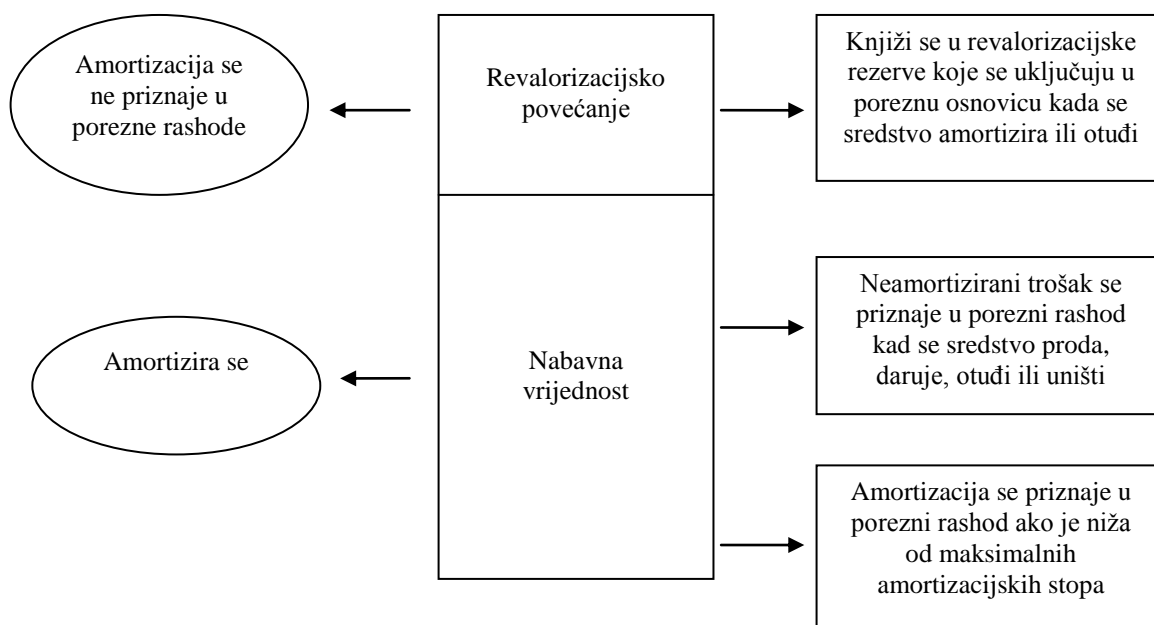 Amortizacija se
ne priznaje u
porezne rashode
Revalorizacijsko
povećanje
Knjiži se u revalorizacijske
rezerve koje se uključuju u
poreznu osnovicu kada se
sredstvo amortizira ili otuđi
Amortizira se
Nabavna
vrijednost
Neamortizirani trošak se
priznaje u porezni rashod
kad se sredstvo proda,
daruje, otuđi ili uništi
Amortizacija se priznaje u
porezni rashod ako je niža
od maksimalnih
amortizacijskih stopa